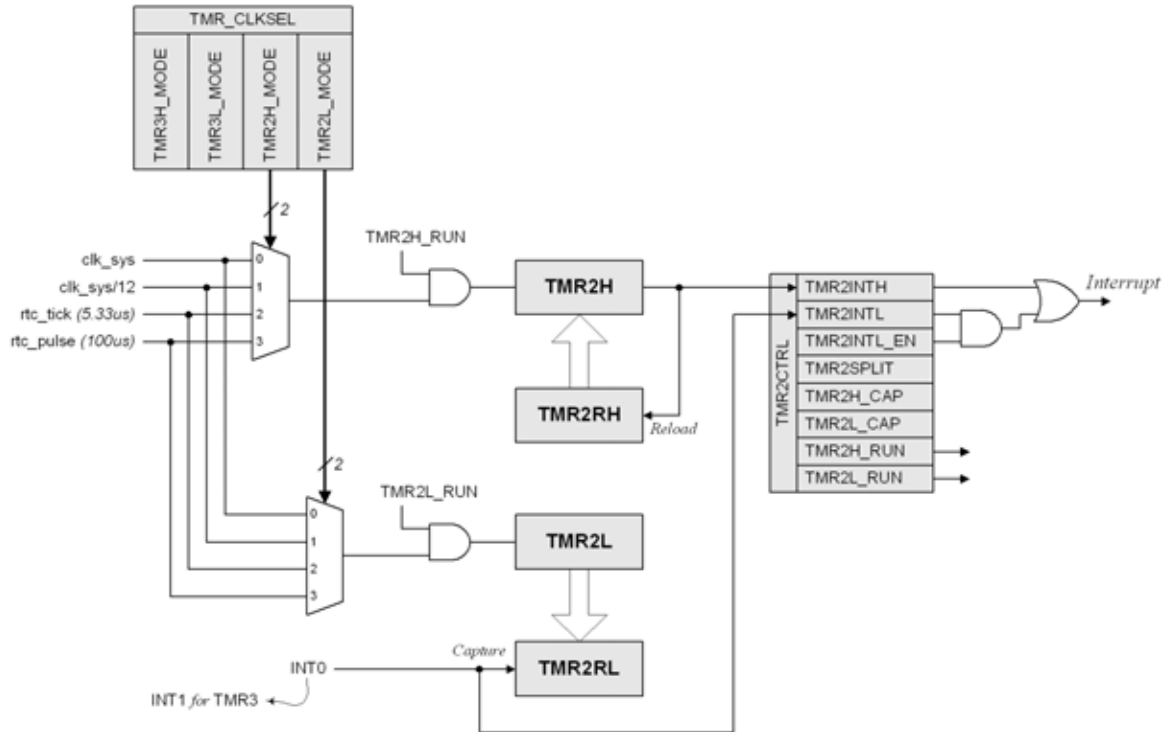 TMR_CLKSEL
TMR3H_MODE
TMR3L_MODE
TMR2H_MODE
TMR2L_MODE
2
TMR2H_RUN
clk_sys
0
clk_sys/12
1
rtc_tick (5.33us)
2
rtc_pulse (100us)
3
TMR2H
TMR2RH
Reload
TMR2CTRL
TMR2INTH
TMR2INTL
TMR2INTL_EN
TMR2SPLIT
TMR2H_CAP
TMR2L_CAP
TMR2H_RUN
TMR2L_RUN
Interrupt
2
TMR2L_RUN
0
1
2
3
TMR2L
Capture
TMR2RL
INT0
INT1 for TMR3